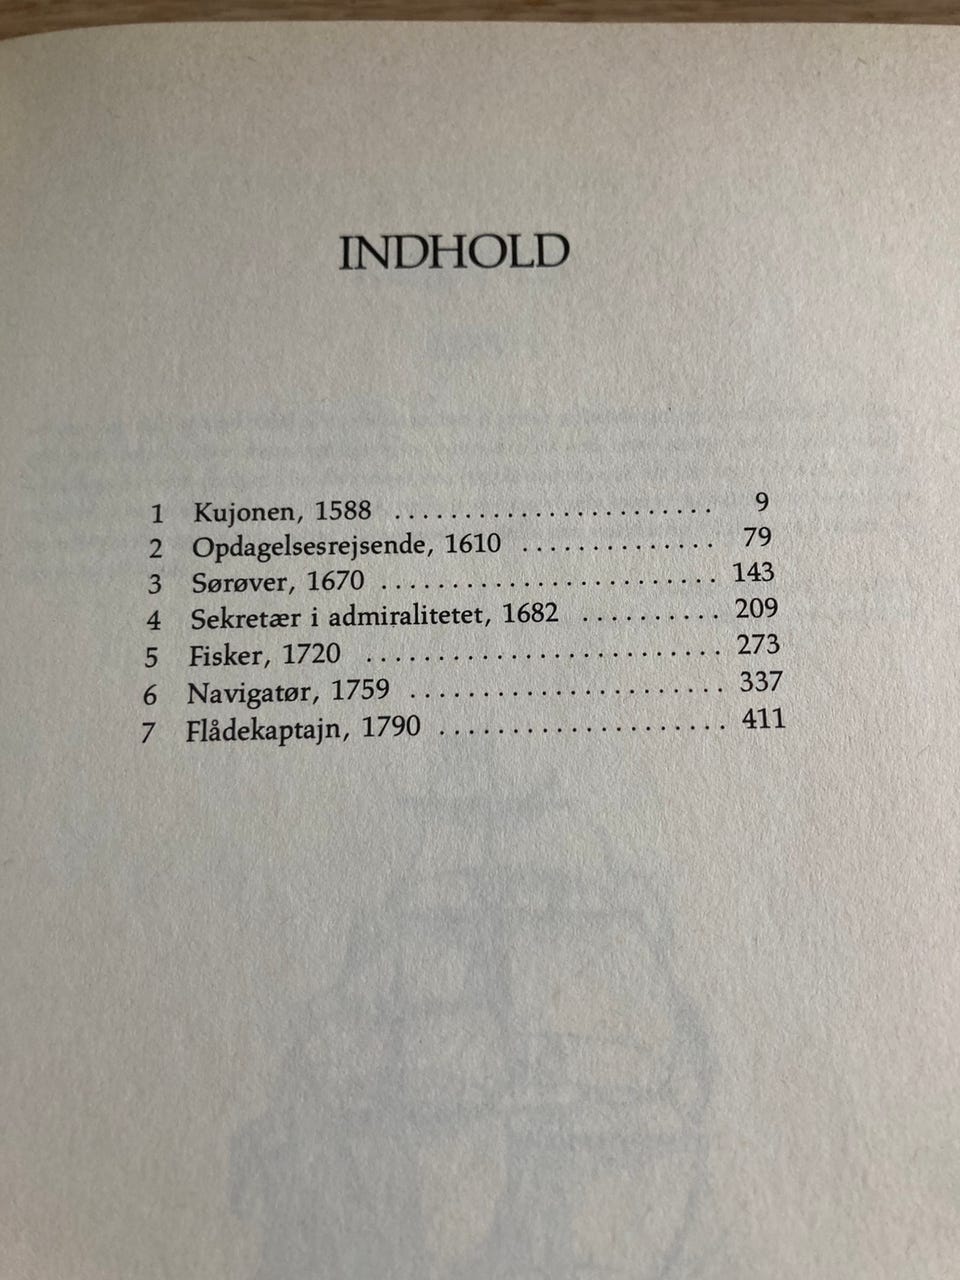 INDHOLD
1 Kujonen, 1588 ........................ 9
2 Opdagelsesrejsende, 1610 .............. 79
3 Sørøver, 1670 ........................ 143
4 Sekretær i admiralitetet, 1682 .......... 209
5 Fisker, 1720 ......................... 273
6 Navigatør, 1759 ....................... 337
7 Flådekaptajn, 1790 .................... 411